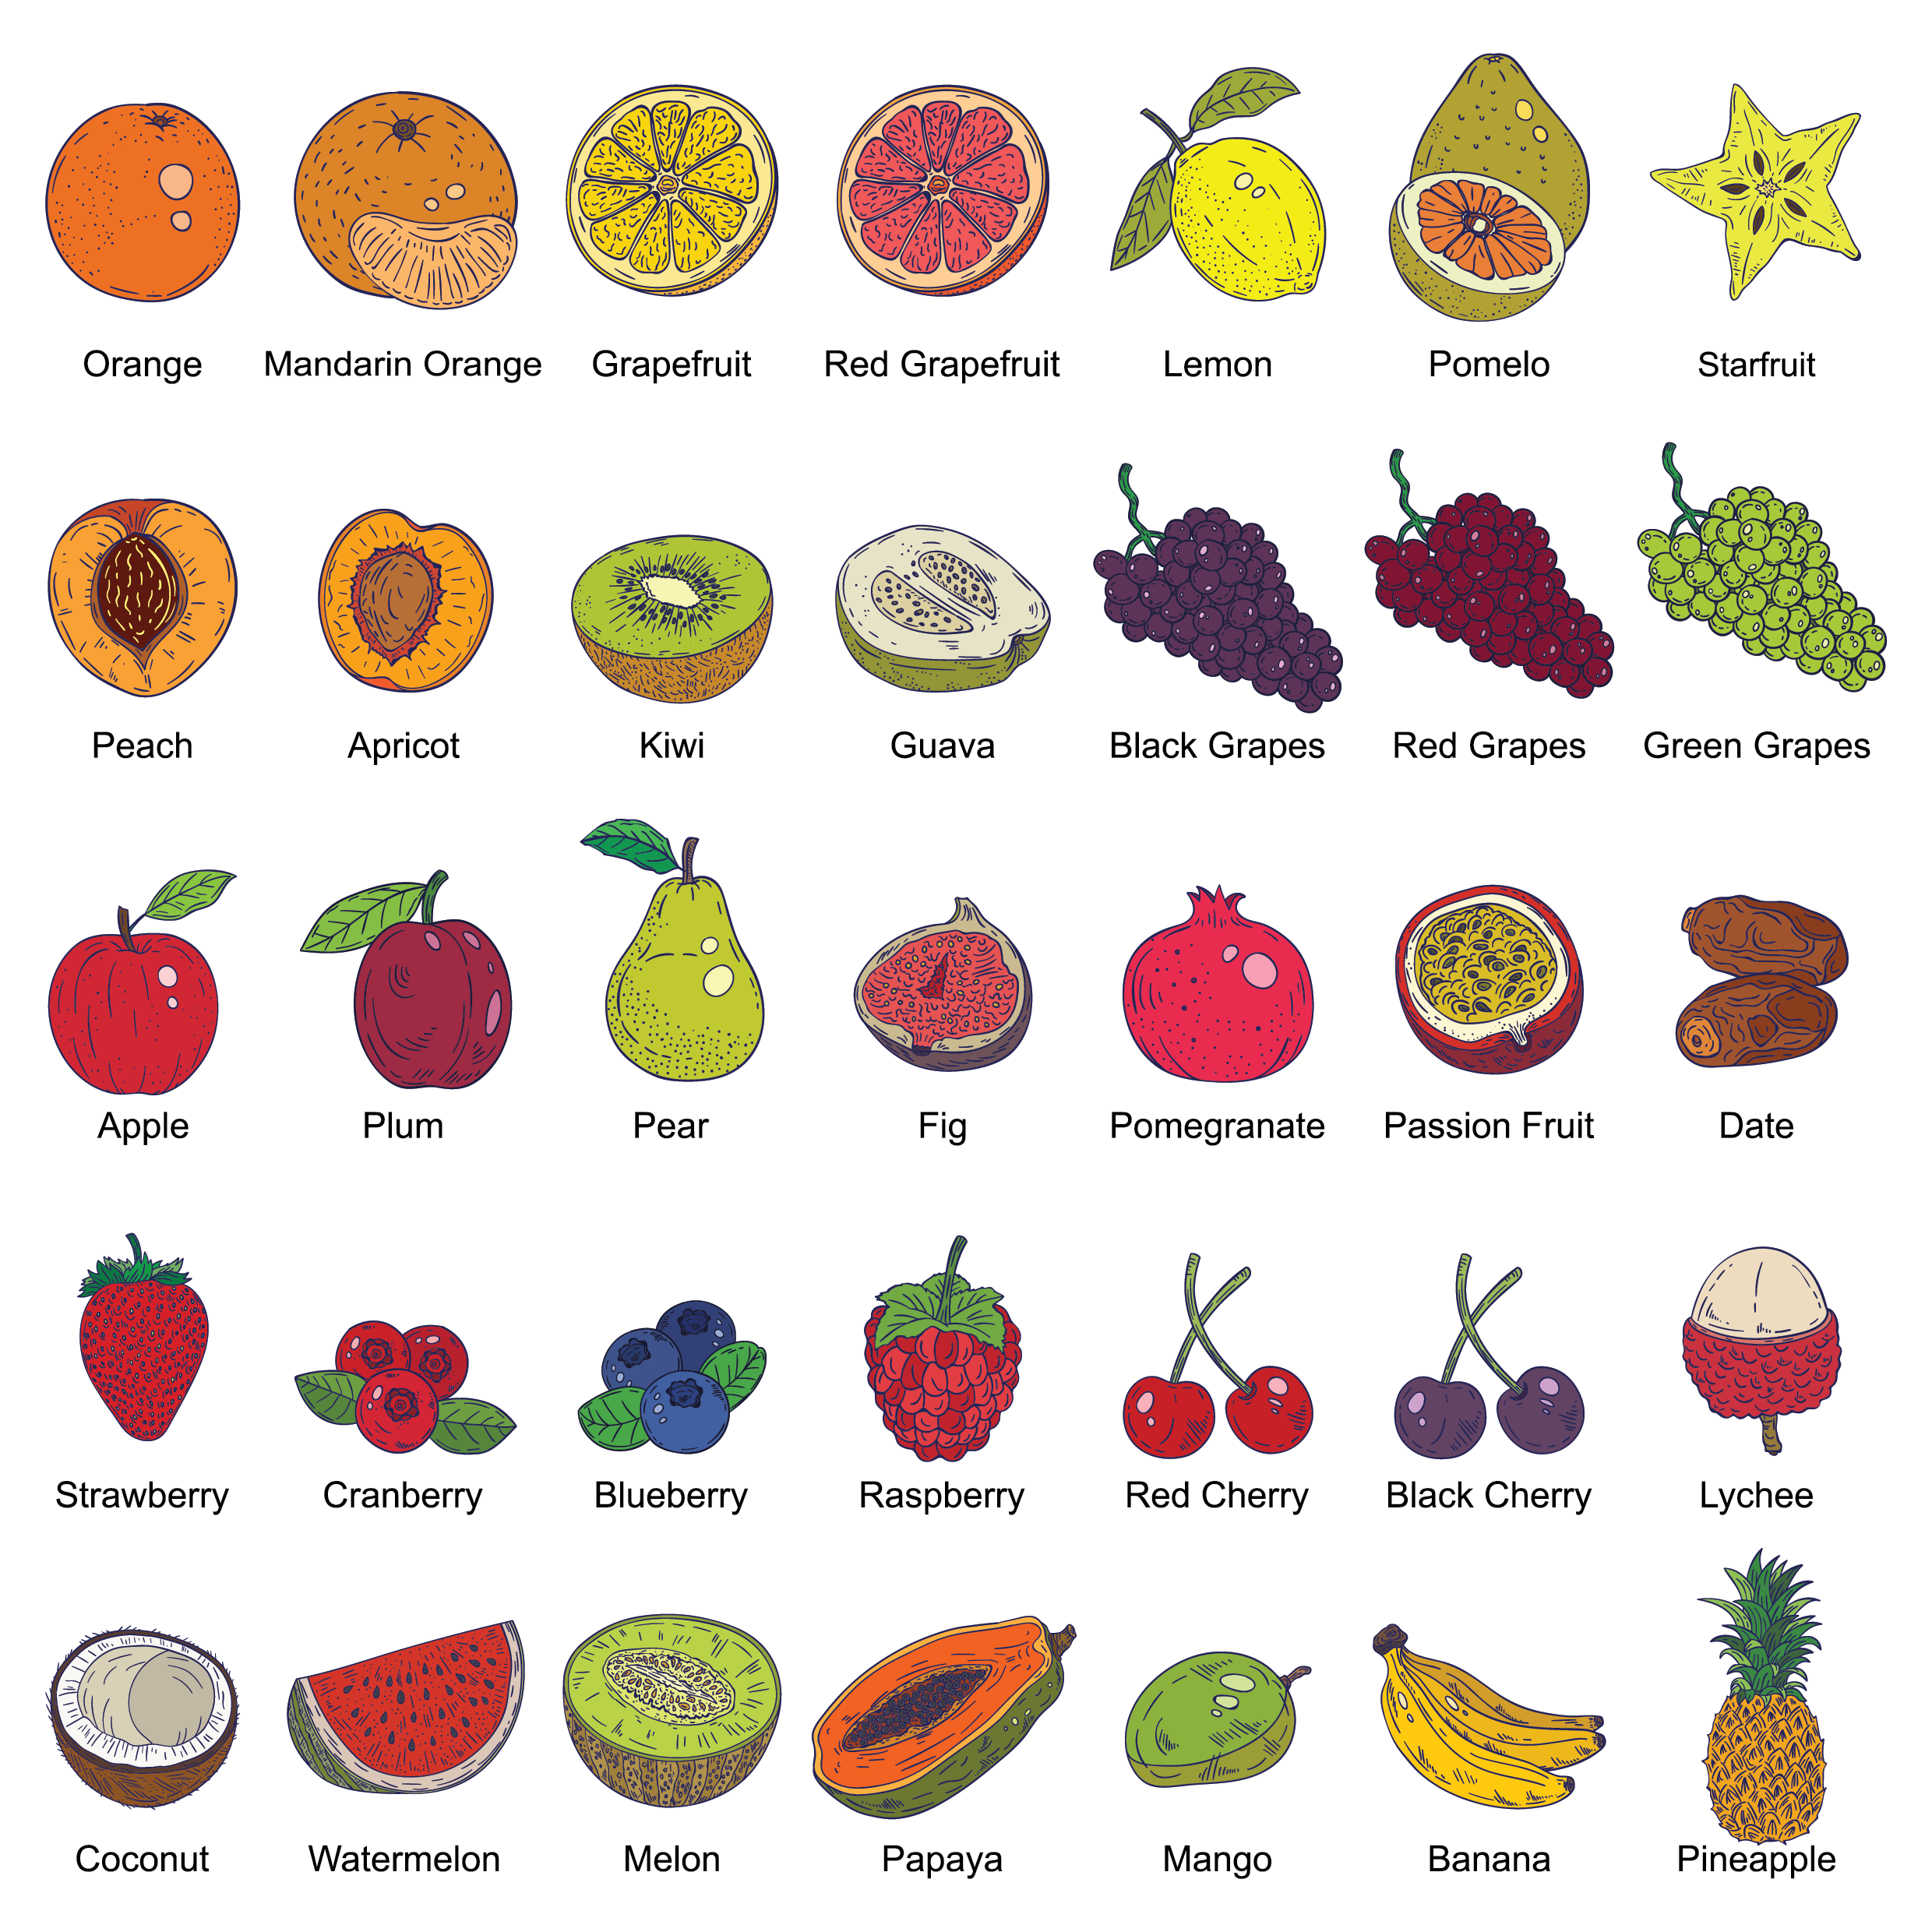 Orange Mandarin Orange Grapefruit Red Grapefruit Lemon Pomelo Starfruit
Peach Apricot Kiwi Guava Black Grapes Red Grapes Green Grapes
Apple Plum Pear Fig Pomegranate Passion Fruit Date
Strawberry Cranberry Blueberry Raspberry Red Cherry Black Cherry Lychee
Coconut Watermelon Melon Papaya Mango Banana Pineapple